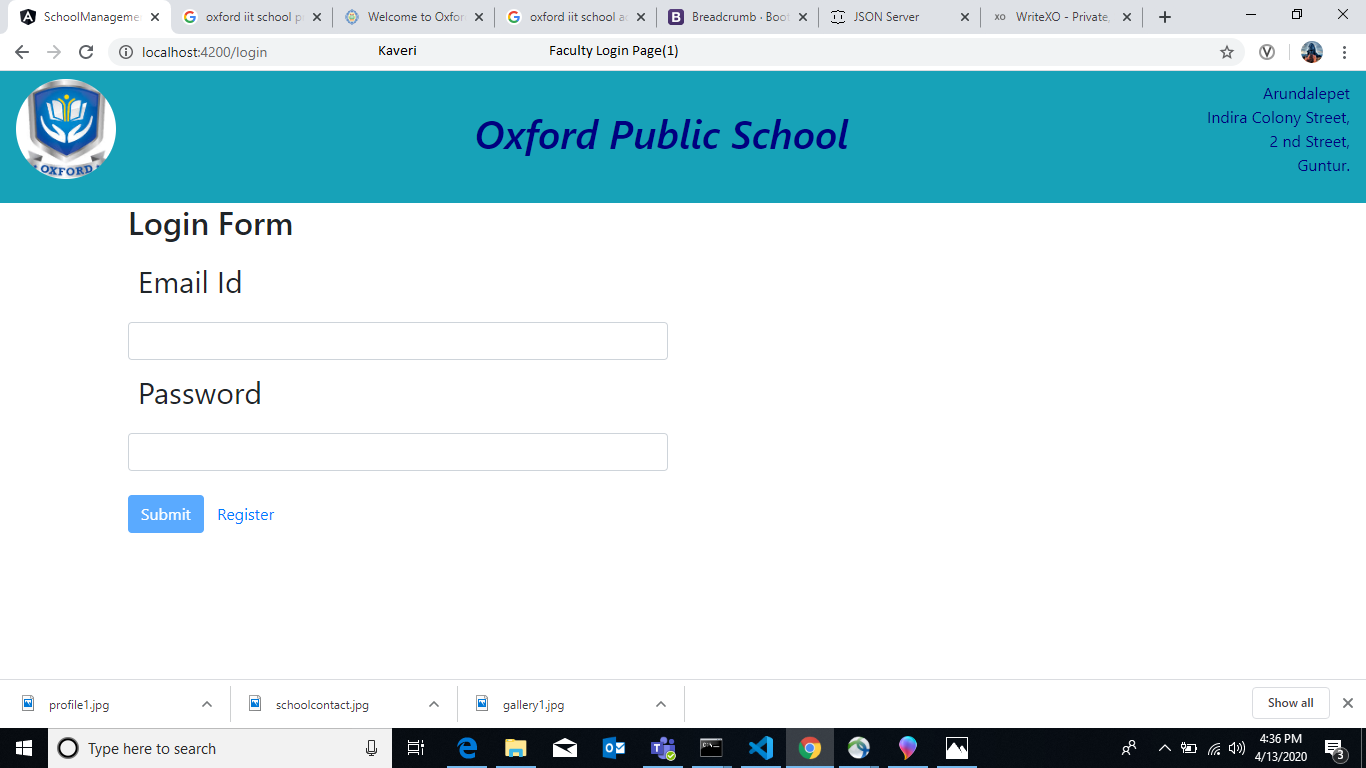 SchoolManageme
oxford iit school p
Welcome to Oxfor
oxford iit school a
Breadcrumb · Boot
JSON Server
WriteXO - Private,
localhost:4200/login
Kaveri
Faculty Login Page(1)
OXFORD
Oxford Public School
Arundalepet
Indira Colony Street,
2 nd Street,
Guntur.
Login Form
Email Id
Password
Submit
Register
profile1.jpg
schoolcontact.jpg
gallery1.jpg
Show all
Type here to search
4:36 PM
4/13/2020
3